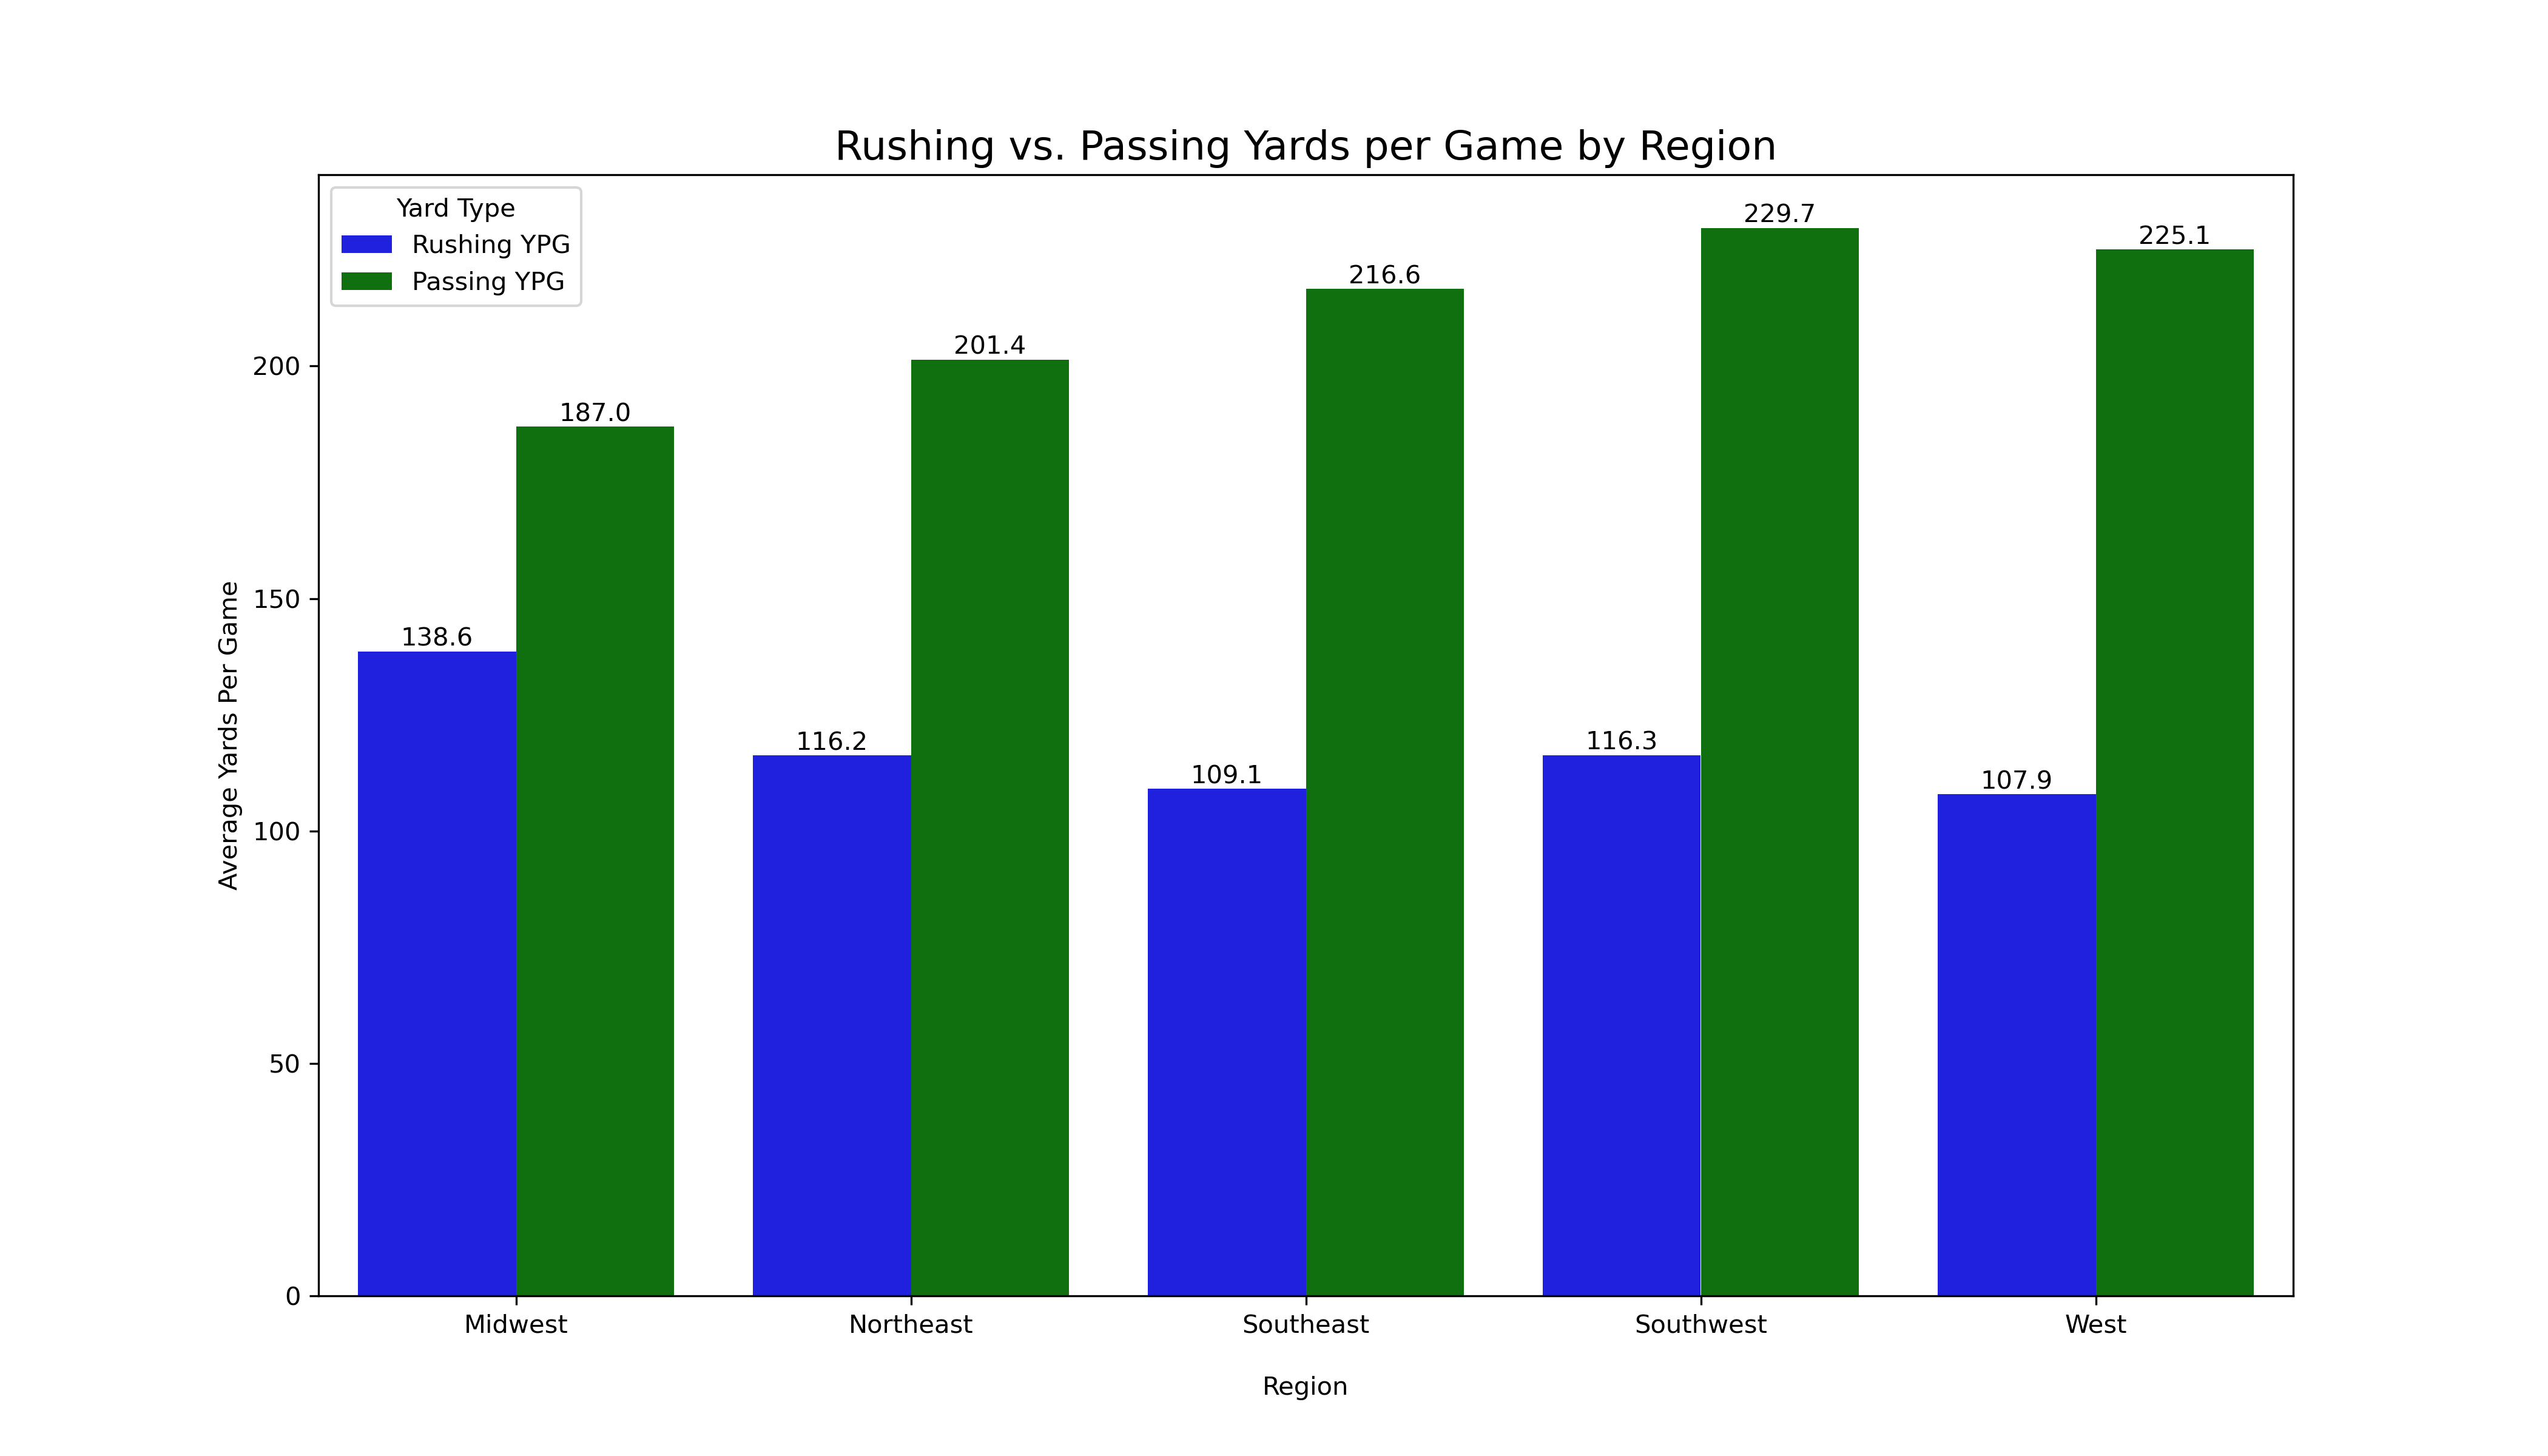 Rushing vs. Passing Yards per Game by Region
Yard Type
Rushing YPG
Passing YPG
Average Yards Per Game
200
150
100
50
0
138.6
187.0
116.2
201.4
109.1
216.6
116.3
229.7
107.9
225.1
Midwest
Northeast
Southeast
Southwest
West
Region